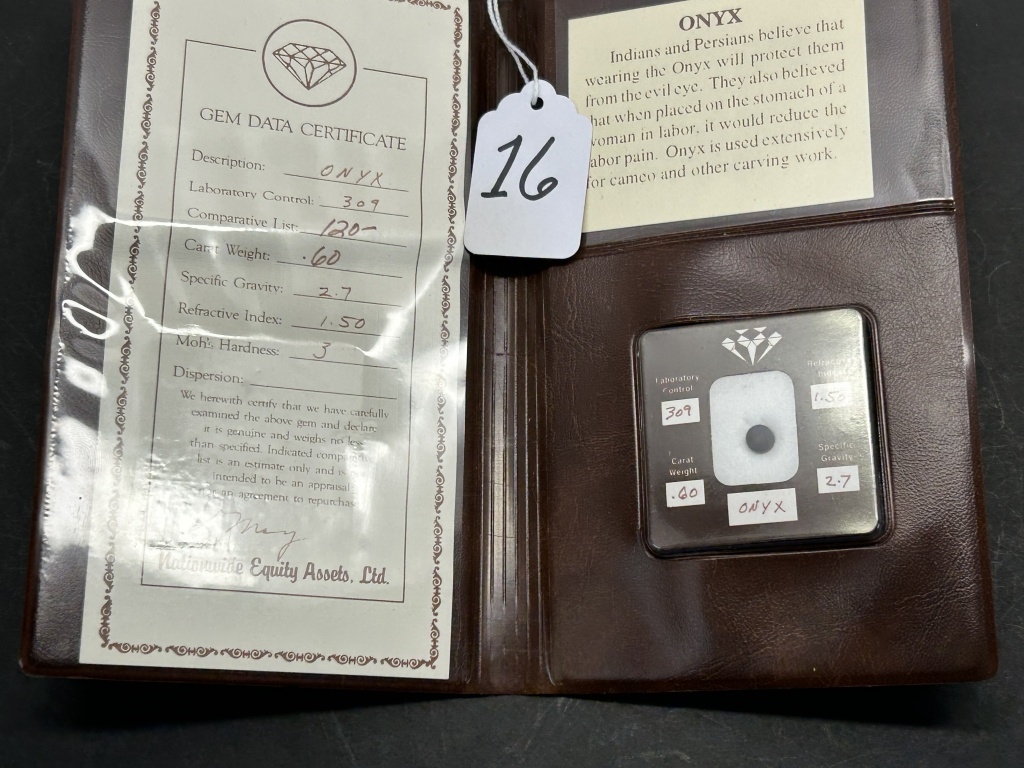 GEM DATA CERTIFICATE
Description: ONYX
Laboratory Control: 309
Comparative List: 120-
Carat Weight: .60
Specific Gravity: 2.7
Refractive Index: 1.50
Moh's Hardness: 3
Dispersion:
We herewith certify that we have carefully
examined the above gem and declare
it is genuine and weighs no
than specified. Indicated
list is an estimate only and is
intended to be an appraisal
an agreement to repurchase
May
Nationwide Equity Assets, Ltd.
16
ONYX
Indians and Persians believe that
wearing the Onyx will protect them
from the evil eye. They also believed
that when placed on the stomach of a
woman in labor, it would reduce the
labor pain. Onyx is used extensively
for cameo and other carving work.
Laboratory
Control
309
Refractive
Index
1.50
Carat
Weight
.60
Specific
Gravity
2.7
ONYX